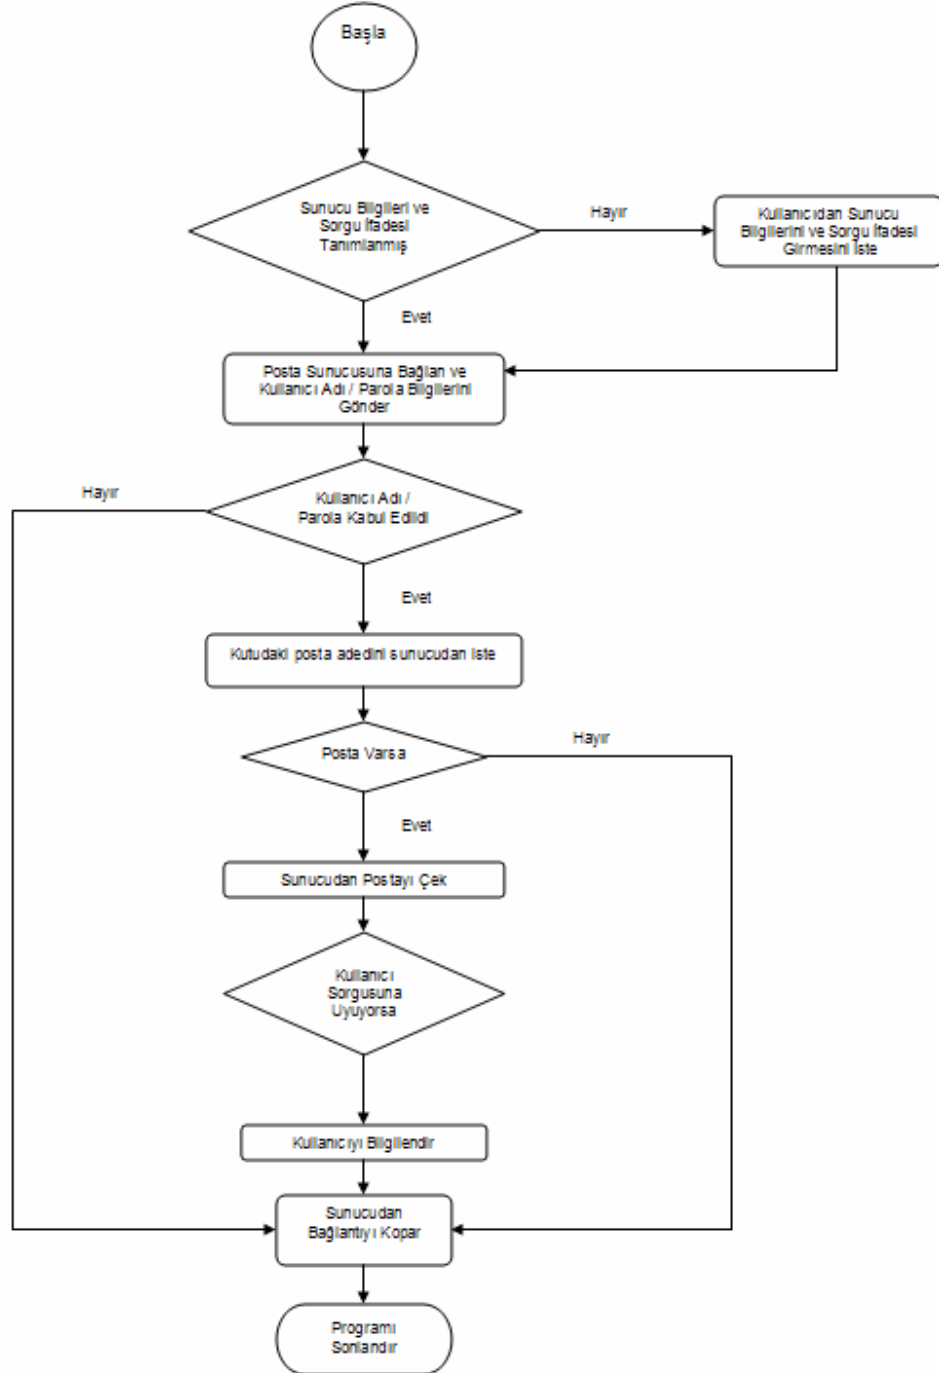 Başla
Sunucu Bilgileri ve
Sorgu İfadesi
Tanımlanmış
Hayır
Kullanıcıdan Sunucu
Bilgilerini ve Sorgu İfadesi
Girmesini İste
Evet
Posta Sunucusuna Bağlan ve
Kullanıcı Adı / Parola Bilgilerini
Gönder
Hayır
Kullanıcı Adı /
Parola Kabul Edildi
Evet
Kutudaki posta adedini sunucudan iste
Posta Varsa
Hayır
Evet
Sunucudan Postayı Çek
Kullanıcı
Sorgusuna
Uyuyorsa
Kullanıcıyı Bilgilendir
Sunucudan
Bağlantıyı Kopar
Programı
Sonlandır